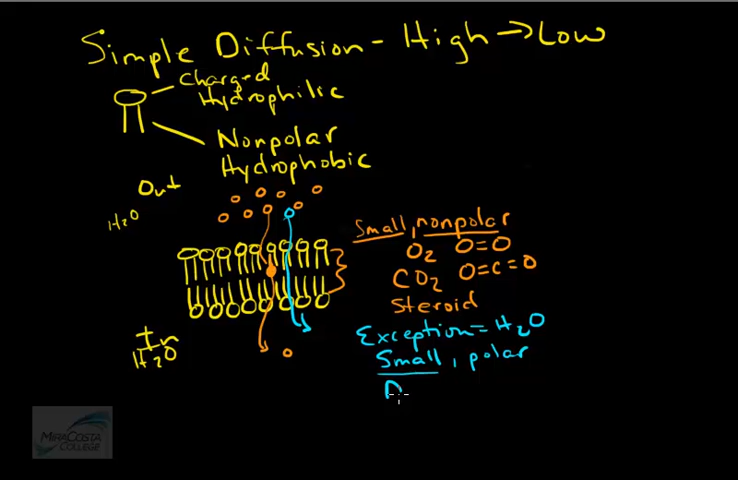 Simple Diffusion - High → Low
Charged
Hydrophilic
Nonpolar
Hydrophobic
Out
H2O
Small, nonpolar
O2 O=O
CO2 O=C=O
Steroid
Exception = H2O
In
H2O
Small, polar
MIRACOSTA
COLLEGE